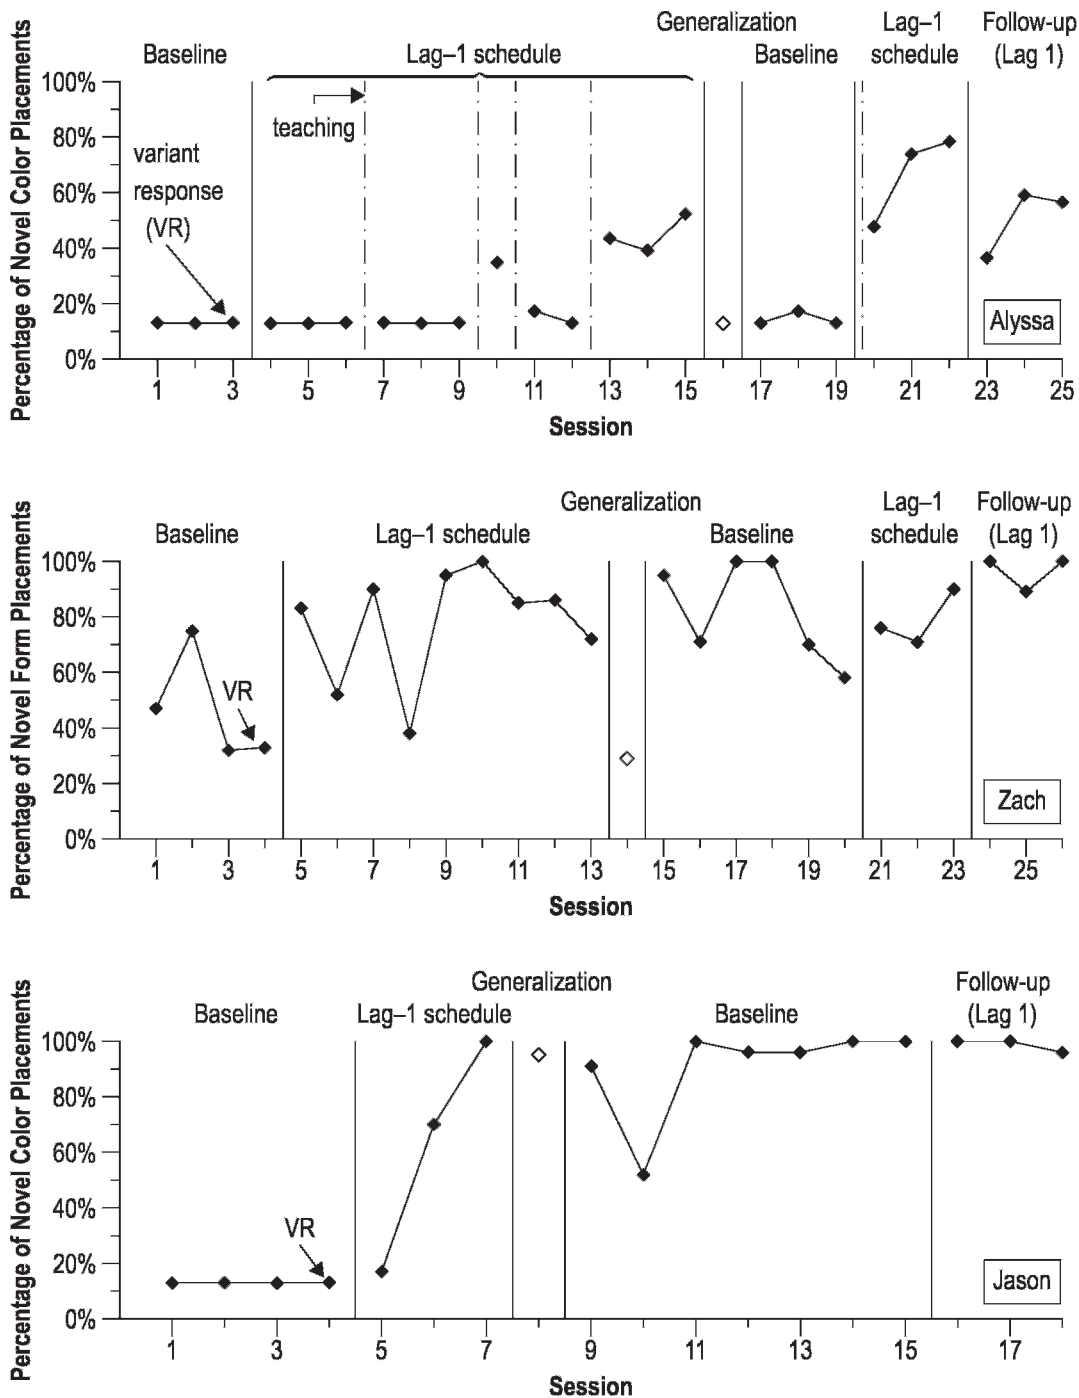 Generalization
Lag–1
Follow-up
Baseline
Lag–1 schedule
Baseline
schedule
(Lag 1)
Percentage of Novel Color Placements
100%
80%
60%
40%
20%
0%
teaching
variant
response
(VR)
Alyssa
1 3 5 7 9 11 13 15 17 19 21 23 25
Session
Generalization
Lag–1
Follow-up
Baseline
Lag–1 schedule
Baseline
schedule
(Lag 1)
Percentage of Novel Form Placements
100%
80%
60%
40%
20%
0%
VR
Zach
1 3 5 7 9 11 13 15 17 19 21 23 25
Session
Generalization
Follow-up
Baseline
Lag–1 schedule
Baseline
(Lag 1)
Percentage of Novel Color Placements
100%
80%
60%
40%
20%
0%
VR
Jason
1 3 5 7 9 11 13 15 17
Session